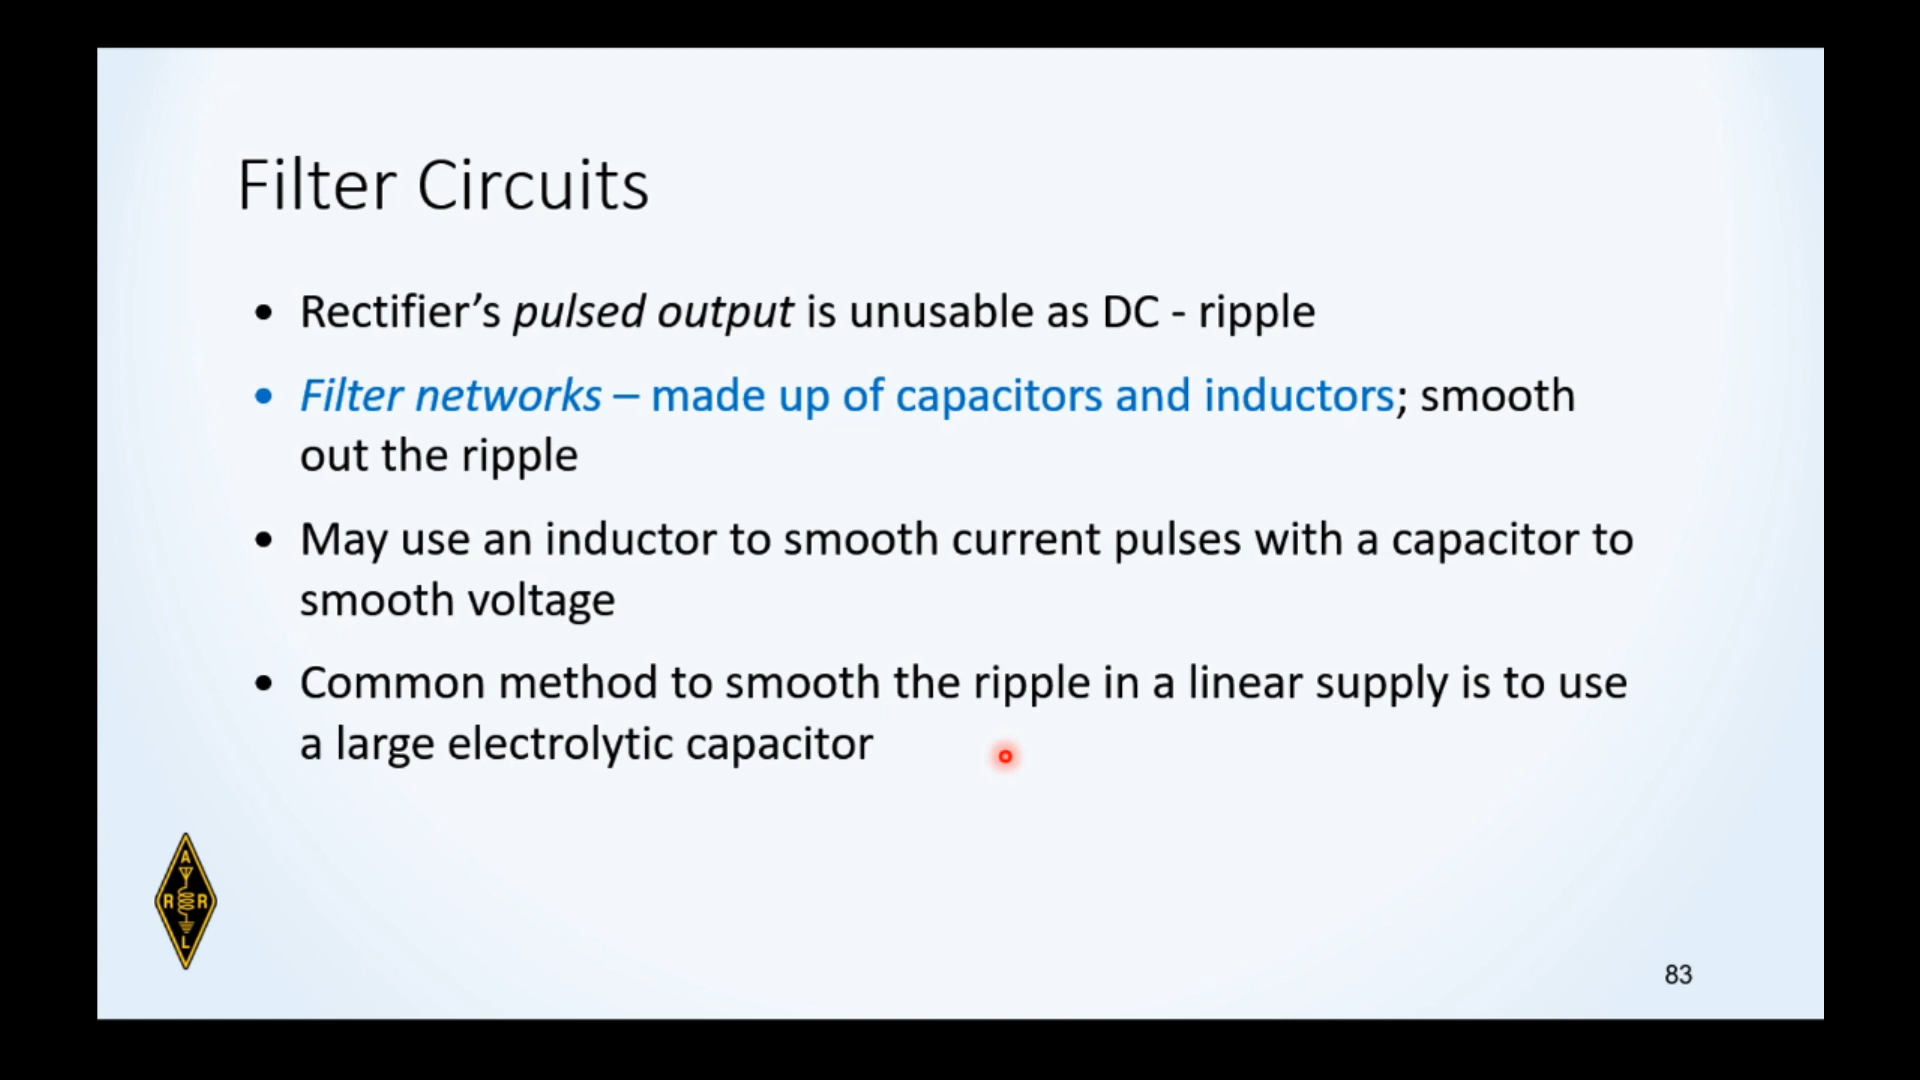 Filter Circuits
• Rectifier’s pulsed output is unusable as DC - ripple
• Filter networks – made up of capacitors and inductors; smooth
out the ripple
• May use an inductor to smooth current pulses with a capacitor to
smooth voltage
• Common method to smooth the ripple in a linear supply is to use
a large electrolytic capacitor
A
R R
L
83